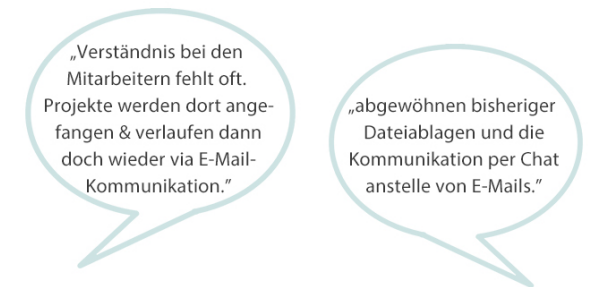 „Verständnis bei den
Mitarbeitern fehlt oft.
Projekte werden dort ange-
fangen & verlaufen dann
doch wieder via E-Mail-
Kommunikation.”
„abgewöhnen bisheriger
Dateiablagen und die
Kommunikation per Chat
anstelle von E-Mails.”